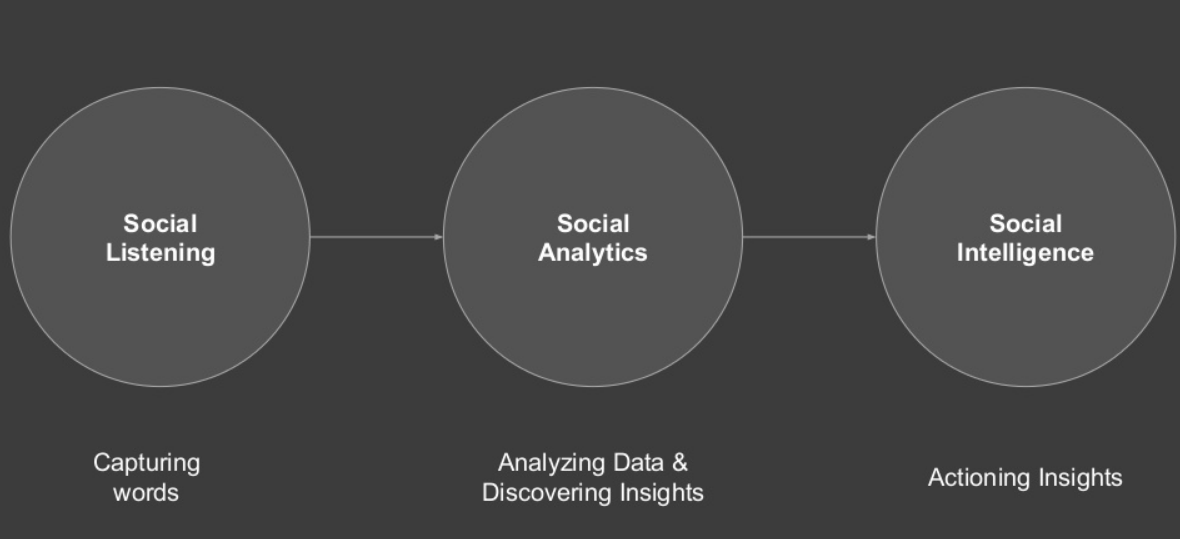 Social
Listening
Social
Analytics
Social
Intelligence
Capturing
words
Analyzing Data &
Discovering Insights
Actioning Insights